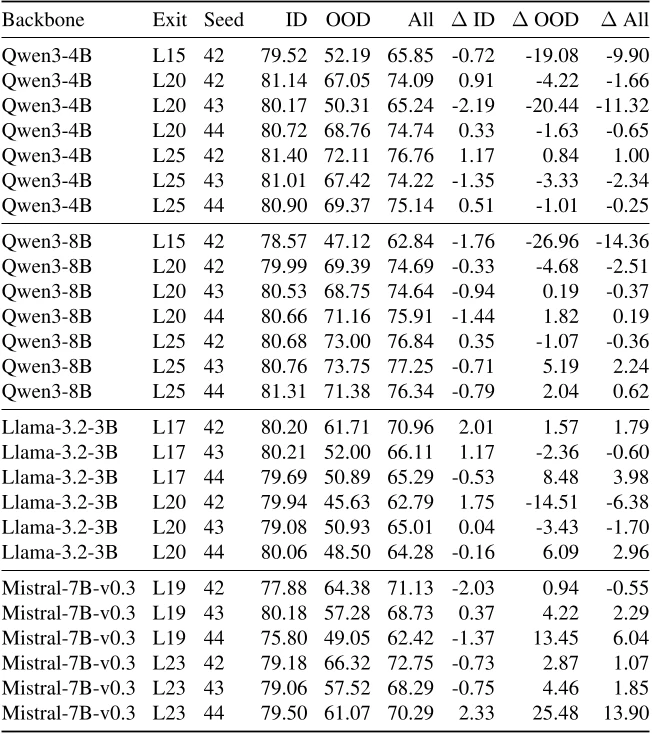 Backbone Exit Seed ID OOD All Δ ID Δ OOD Δ All
Qwen3-4B L15 42 79.52 52.19 65.85 -0.72 -19.08 -9.90
Qwen3-4B L20 42 81.14 67.05 74.09 0.91 -4.22 -1.66
Qwen3-4B L20 43 80.17 50.31 65.24 -2.19 -20.44 -11.32
Qwen3-4B L20 44 80.72 68.76 74.74 0.33 -1.63 -0.65
Qwen3-4B L25 42 81.40 72.11 76.76 1.17 0.84 1.00
Qwen3-4B L25 43 81.01 67.42 74.22 -1.35 -3.33 -2.34
Qwen3-4B L25 44 80.90 69.37 75.14 0.51 -1.01 -0.25
Qwen3-8B L15 42 78.57 47.12 62.84 -1.76 -26.96 -14.36
Qwen3-8B L20 42 79.99 69.39 74.69 -0.33 -4.68 -2.51
Qwen3-8B L20 43 80.53 68.75 74.64 -0.94 0.19 -0.37
Qwen3-8B L20 44 80.66 71.16 75.91 -1.44 1.82 0.19
Qwen3-8B L25 42 80.68 73.00 76.84 0.35 -1.07 -0.36
Qwen3-8B L25 43 80.76 73.75 77.25 -0.71 5.19 2.24
Qwen3-8B L25 44 81.31 71.38 76.34 -0.79 2.04 0.62
Llama-3.2-3B L17 42 80.20 61.71 70.96 2.01 1.57 1.79
Llama-3.2-3B L17 43 80.21 52.00 66.11 1.17 -2.36 -0.60
Llama-3.2-3B L17 44 79.69 50.89 65.29 -0.53 8.48 3.98
Llama-3.2-3B L20 42 79.94 45.63 62.79 1.75 -14.51 -6.38
Llama-3.2-3B L20 43 79.08 50.93 65.01 0.04 -3.43 -1.70
Llama-3.2-3B L20 44 80.06 48.50 64.28 -0.16 6.09 2.96
Mistral-7B-v0.3 L19 42 77.88 64.38 71.13 -2.03 0.94 -0.55
Mistral-7B-v0.3 L19 43 80.18 57.28 68.73 0.37 4.22 2.29
Mistral-7B-v0.3 L19 44 75.80 49.05 62.42 -1.37 13.45 6.04
Mistral-7B-v0.3 L23 42 79.18 66.32 72.75 -0.73 2.87 1.07
Mistral-7B-v0.3 L23 43 79.06 57.52 68.29 -0.75 4.46 1.85
Mistral-7B-v0.3 L23 44 79.50 61.07 70.29 2.33 25.48 13.90